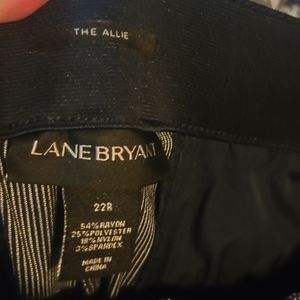 THE ALLIE
LANE BRYANT
22R
54%RAYON
25%POLYESTER
18%NYLON
3%SPANDEX
MADE IN
CHINA